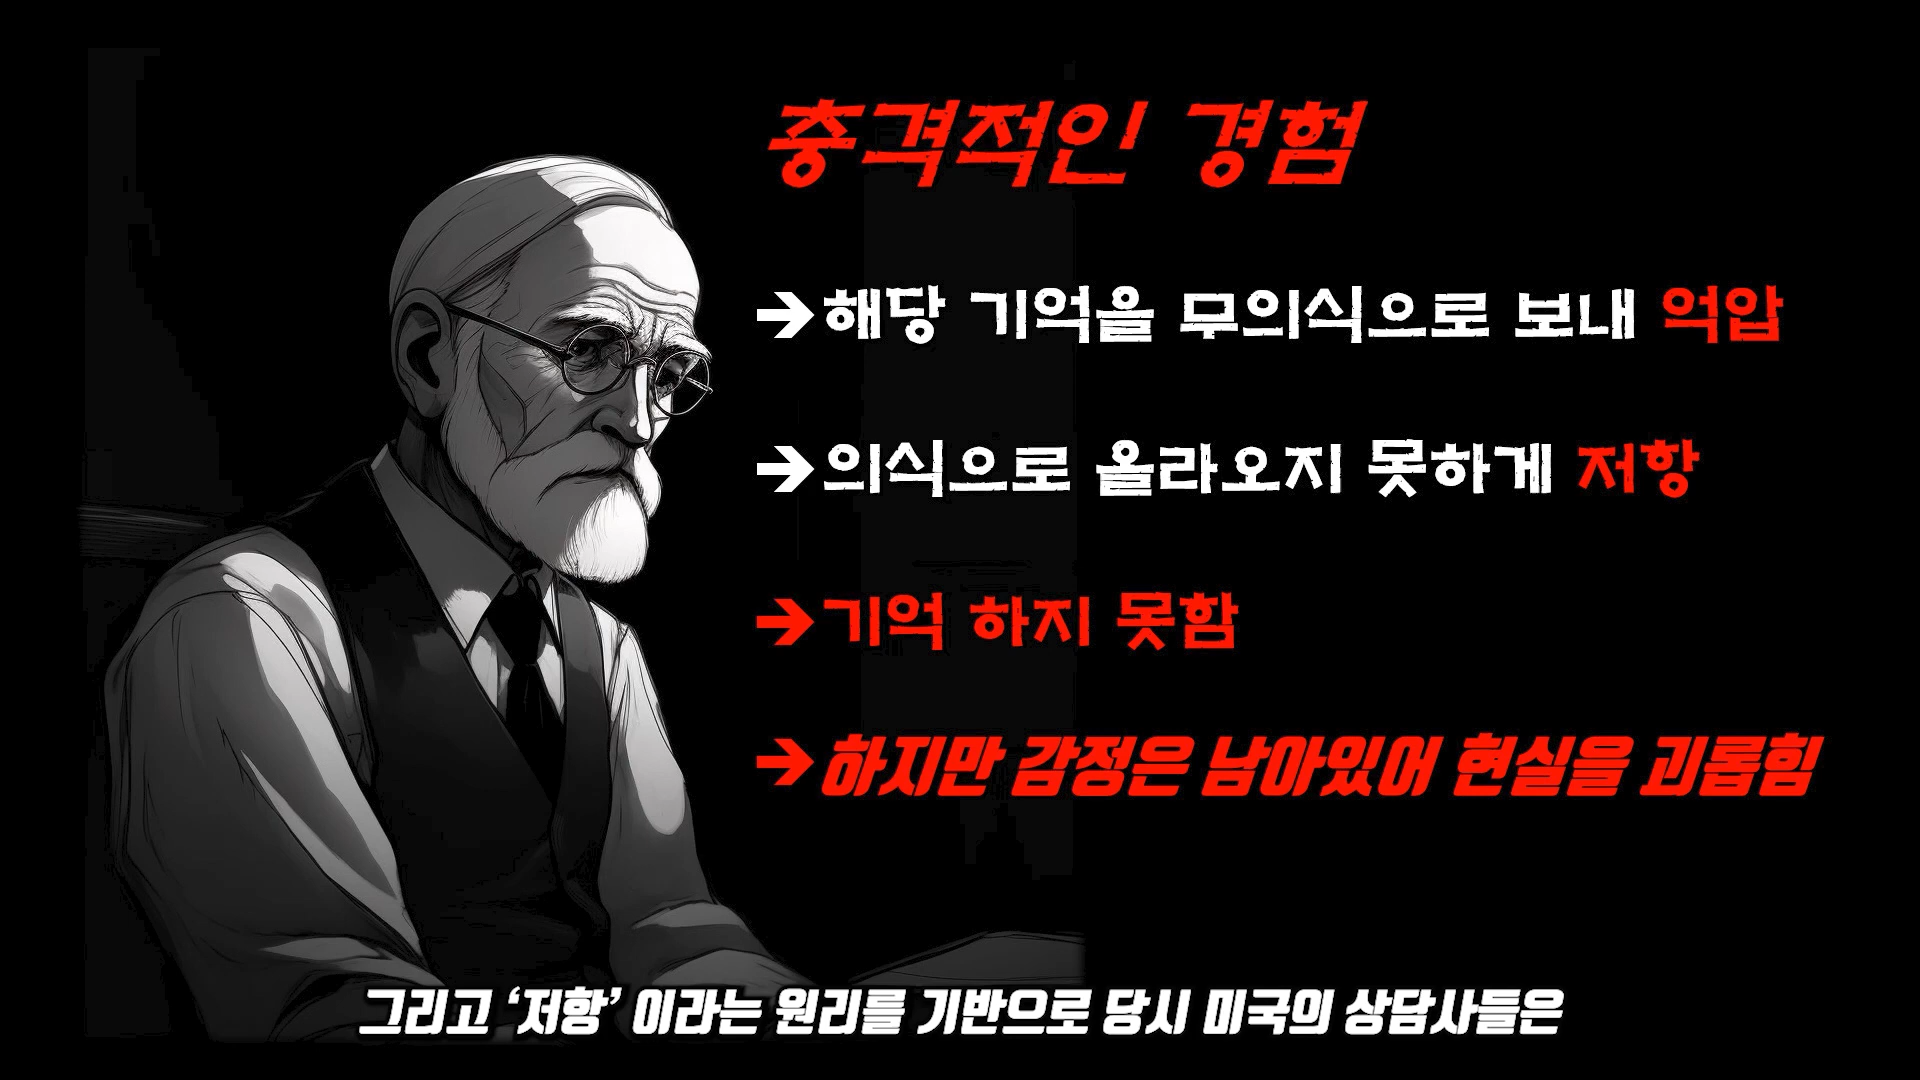 충격적인 경험
→해당 기억을 무의식으로 보내 억압
→의식으로 올라오지 못하게 저항
→기억 하지 못함
→하지만 감정은 남아있어 현실을 괴롭힘
그리고 ‘저항’ 이라는 원리를 기반으로 당시 미국의 상담사들은